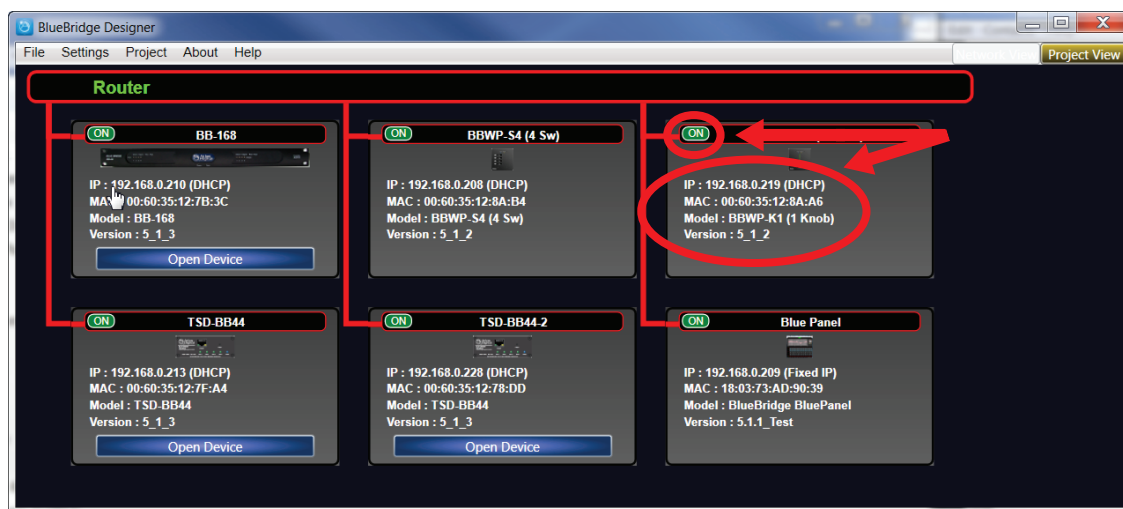 BlueBridge Designer
File Settings Project About Help
Project View
Router
ON BB-168
IP : 192.168.0.210 (DHCP)
00:60:35:12:7B:3C
Model : BB-168
Version : 5_1_3
Open Device
ON BBWP-S4 (4 Sw)
IP : 192.168.0.208 (DHCP)
MAC : 00:60:35:12:8A:B4
Model : BBWP-S4 (4 Sw)
Version : 5_1_2
ON
IP : 192.168.0.219 (DHCP)
MAC : 00:60:35:12:8A:A6
Model : BBWP-K1 (1 Knob)
Version : 5_1_2
ON TSD-BB44
IP : 192.168.0.213 (DHCP)
MAC : 00:60:35:12:7F:A4
Model : TSD-BB44
Version : 5_1_3
Open Device
ON TSD-BB44-2
IP : 192.168.0.228 (DHCP)
MAC : 00:60:35:12:78:DD
Model : TSD-BB44
Version : 5_1_3
Open Device
ON Blue Panel
IP : 192.168.0.209 (Fixed IP)
MAC : 18:03:73:AD:90:39
Model : BlueBridge BluePanel
Version : 5.1.1_Test